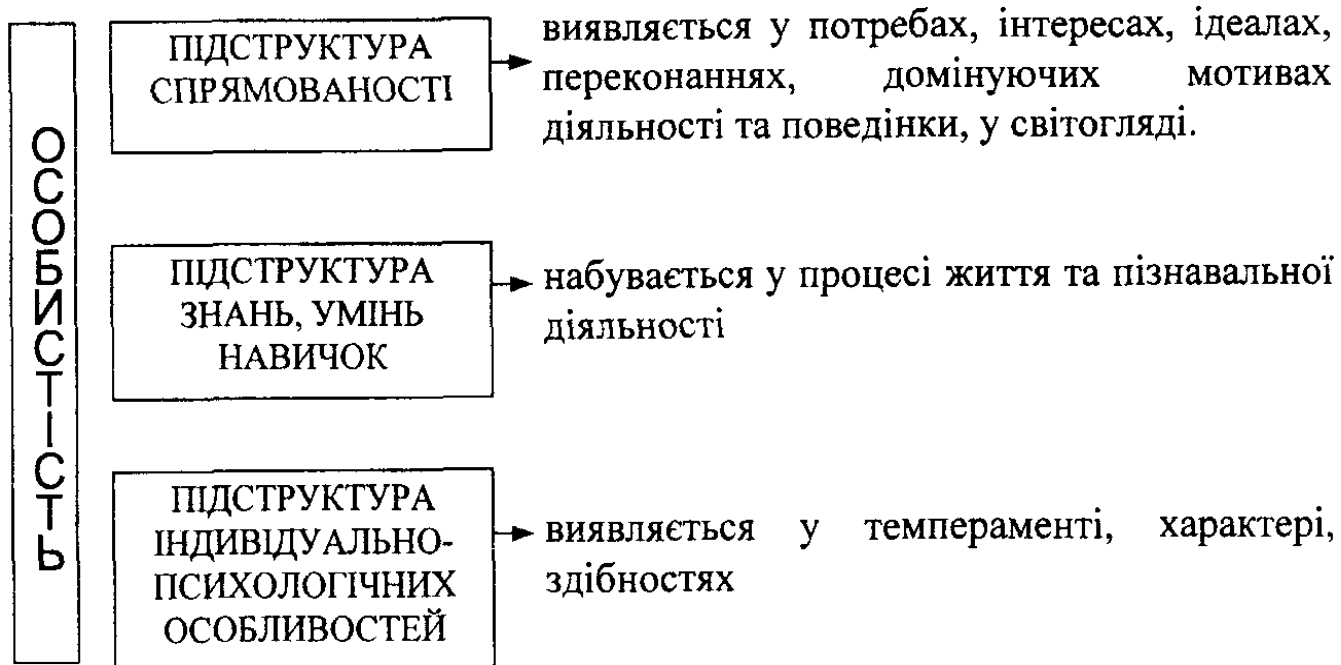 ОСОБИСТІСТЬ
ПІДСТРУКТУРА
СПРЯМОВАНОСТІ
виявляється у потребах, інтересах, ідеалах,
переконаннях, домінуючих мотивах
діяльності та поведінки, у світогляді.
ПІДСТРУКТУРА
ЗНАНЬ, УМІНЬ
НАВИЧОК
набувається у процесі життя та пізнавальної
діяльності
ПІДСТРУКТУРА
ІНДИВІДУАЛЬНО-
ПСИХОЛОГІЧНИХ
ОСОБЛИВОСТЕЙ
виявляється у темпераменті, характері,
здібностях